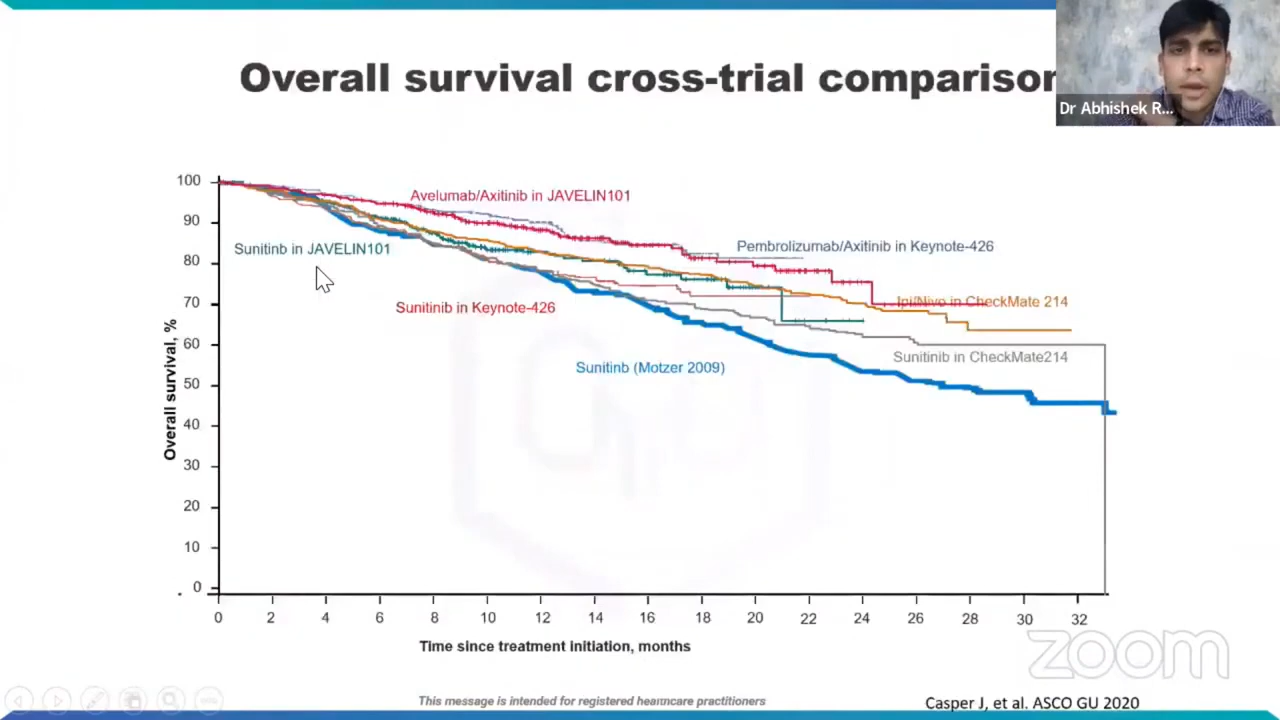 Overall survival cross-trial comparison
Dr Abhishek R...
100
90
80
70
60
50
40
30
20
10
0
Overall survival, %
Avelumab/Axitinib in JAVELIN101
Sunitinib in JAVELIN101
Pembrolizumab/Axitinib in Keynote-426
Sunitinib in Keynote-426
Ipi/Nivo in CheckMate 214
Sunitinib in CheckMate214
Sunitinb (Motzer 2009)
0 2 4 6 8 10 12 14 16 18 20 22 24 26 28 30 32
Time since treatment initiation, months
zoom
This message is intended for registered healthcare practitioners
Casper J, et al. ASCO GU 2020